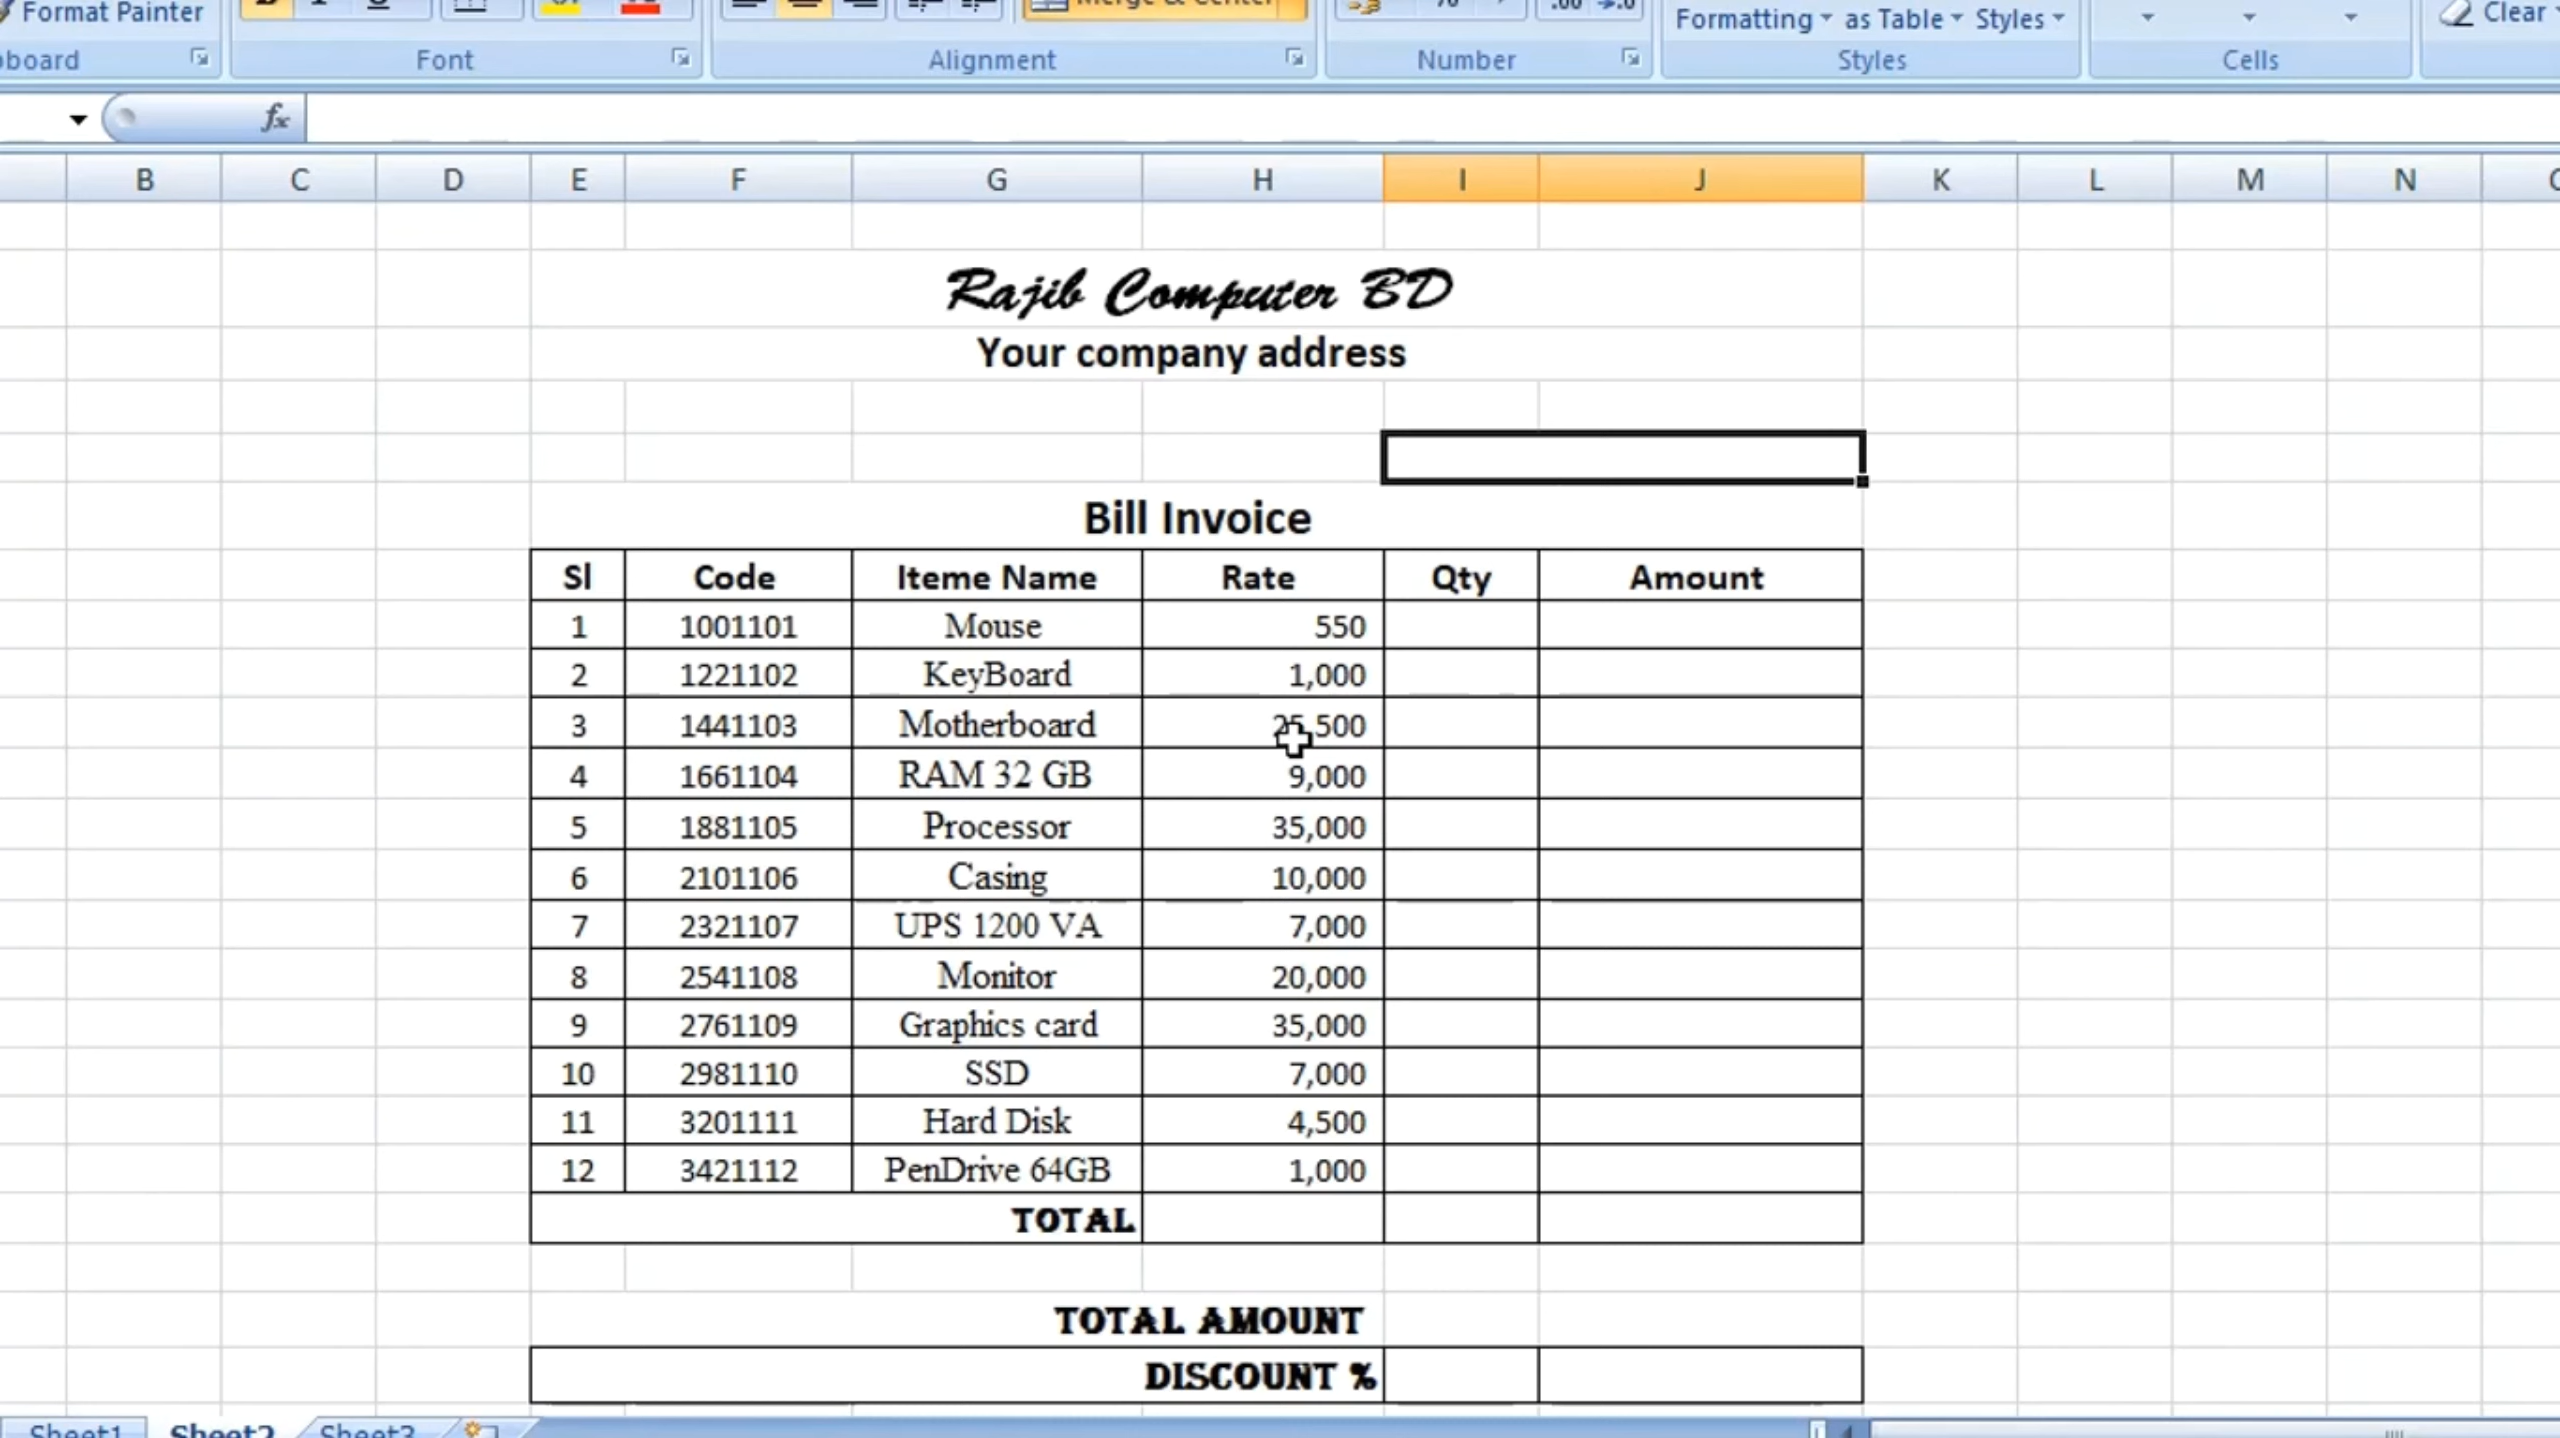 Format Painter
Merge & Center
Formatting as Table Styles
Clear
board Font Alignment Number Styles Cells
fx
B C D E F G H I J K L M N
Rajib Computer BD
Your company address
Bill Invoice
Sl Code Iteme Name Rate Qty Amount
1 1001101 Mouse 550
2 1221102 KeyBoard 1,000
3 1441103 Motherboard 25,500
4 1661104 RAM 32 GB 9,000
5 1881105 Processor 35,000
6 2101106 Casing 10,000
7 2321107 UPS 1200 VA 7,000
8 2541108 Monitor 20,000
9 2761109 Graphics card 35,000
10 2981110 SSD 7,000
11 3201111 Hard Disk 4,500
12 3421112 PenDrive 64GB 1,000
TOTAL
TOTAL AMOUNT
DISCOUNT %
Sheet1 Sheet2 Sheet3